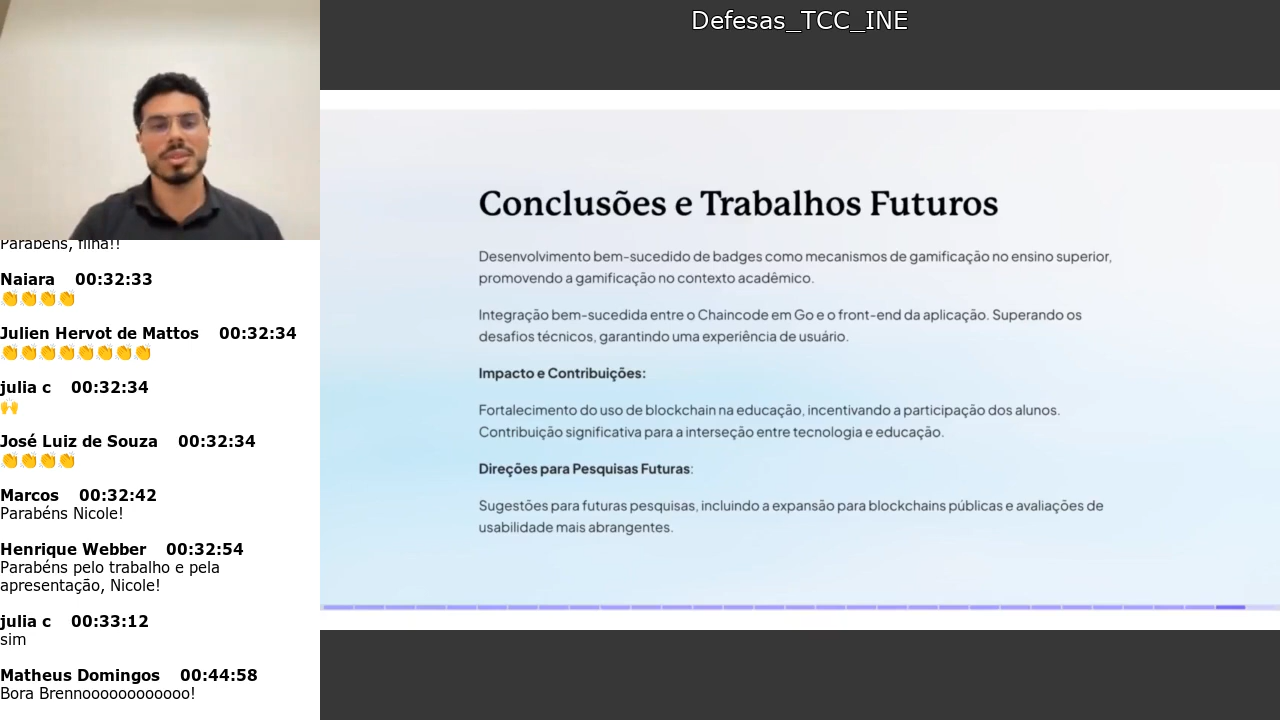 Defesas_TCC_INE
Parabéns, filha!!
Naiara 00:32:33
👏👏👏👏
Julien Hervot de Mattos 00:32:34
👏👏👏👏👏👏👏👏
julia c 00:32:34
🙌
José Luiz de Souza 00:32:34
👏👏👏👏
Marcos 00:32:42
Parabéns Nicole!
Henrique Webber 00:32:54
Parabéns pelo trabalho e pela
apresentação, Nicole!
julia c 00:33:12
sim
Matheus Domingos 00:44:58
Bora Brennoooooooooooo!
Conclusões e Trabalhos Futuros
Desenvolvimento bem-sucedido de badges como mecanismos de gamificação no ensino superior,
promovendo a gamificação no contexto acadêmico.
Integração bem-sucedida entre o Chaincode em Go e o front-end da aplicação. Superando os
desafios técnicos, garantindo uma experiência de usuário.
Impacto e Contribuições:
Fortalecimento do uso de blockchain na educação, incentivando a participação dos alunos.
Contribuição significativa para a interseção entre tecnologia e educação.
Direções para Pesquisas Futuras:
Sugestões para futuras pesquisas, incluindo a expansão para blockchains públicas e avaliações de
usabilidade mais abrangentes.